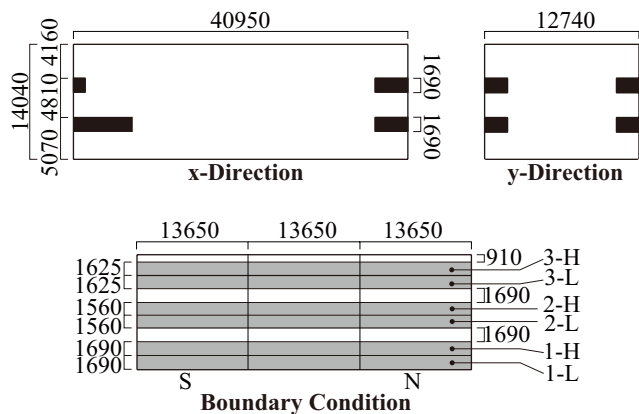 40950
12740
14040
4160
4810
5070
1690
1690
x-Direction
y-Direction
13650 13650 13650
1625
1625
1560
1560
1690
1690
910
1690
1690
3-H
3-L
2-H
2-L
1-H
1-L
S N
Boundary Condition